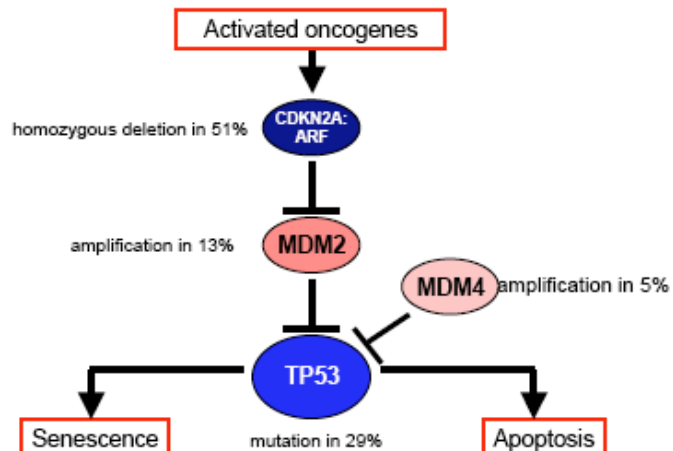 Activated oncogenes
homozygous deletion in 51%
CDKN2A:
ARF
amplification in 13%
MDM2
MDM4
amplification in 5%
TP53
Senescence
mutation in 29%
Apoptosis